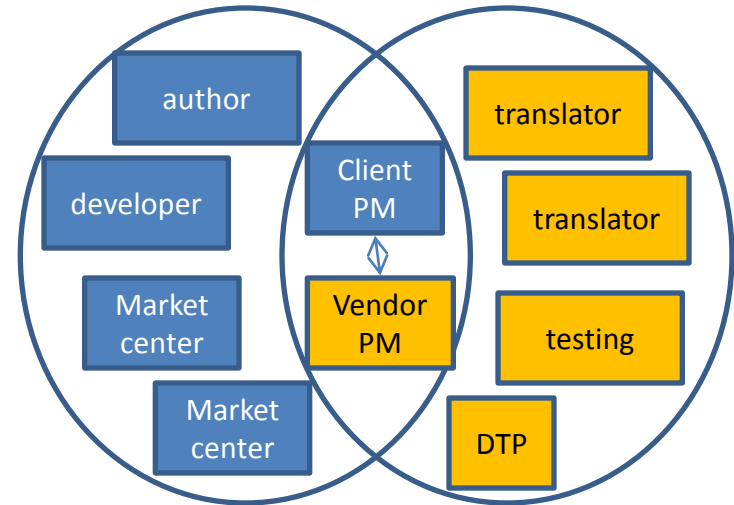 author
developer
Market
center
Market
center
Client
PM
Vendor
PM
translator
translator
testing
DTP